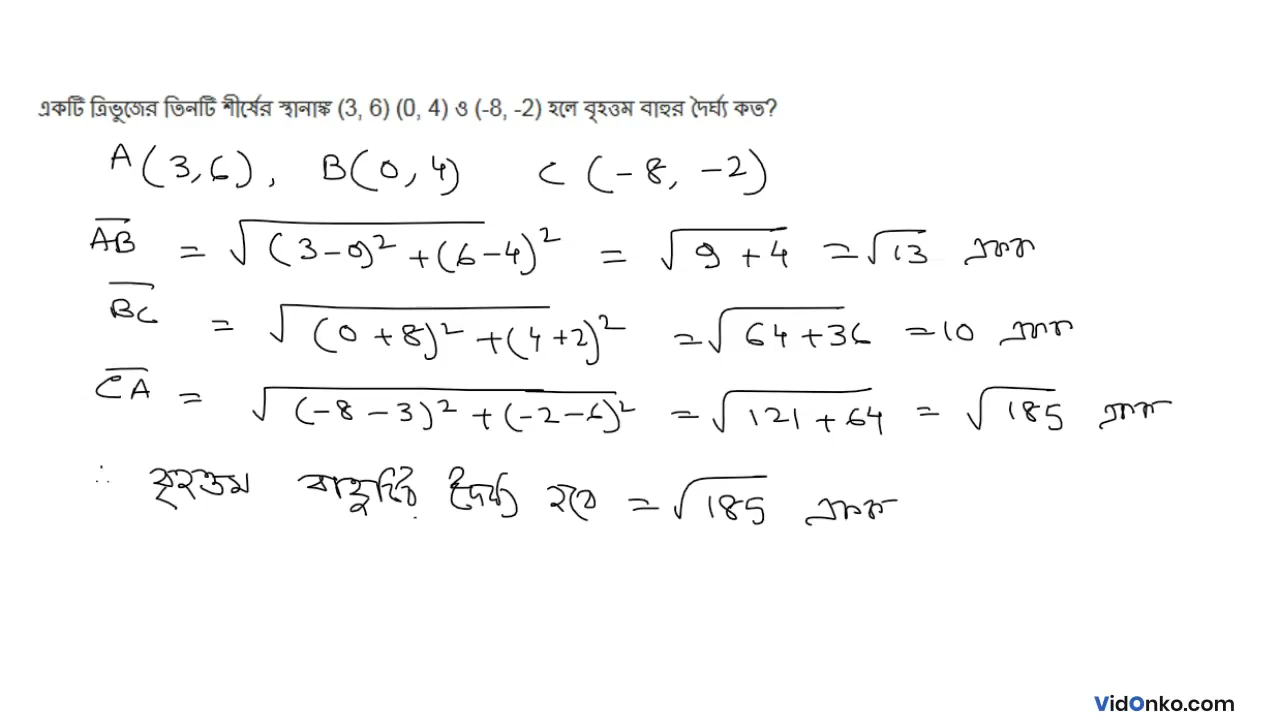 একটি ত্রিভুজের তিনটি শীর্ষের স্থানাঙ্ক (3, 6) (0, 4) ও (-8, -2) হলে বৃহত্তম বাহুর দৈর্ঘ্য কত?
A (3,6), B(0, 4) C (-8, -2)
AB = √(3-0)² + (6-4)² = √9 + 4 = √13 একক
BC = √(0 + 8)² + (4+2)² = √64+36 = 10 একক
CA = √(-8-3)² + (-2-6)² = √121+64 = √185 একক
∴ বৃহত্তম বাহুটির দৈর্ঘ্য হবে = √185 একক
VidOnko.com